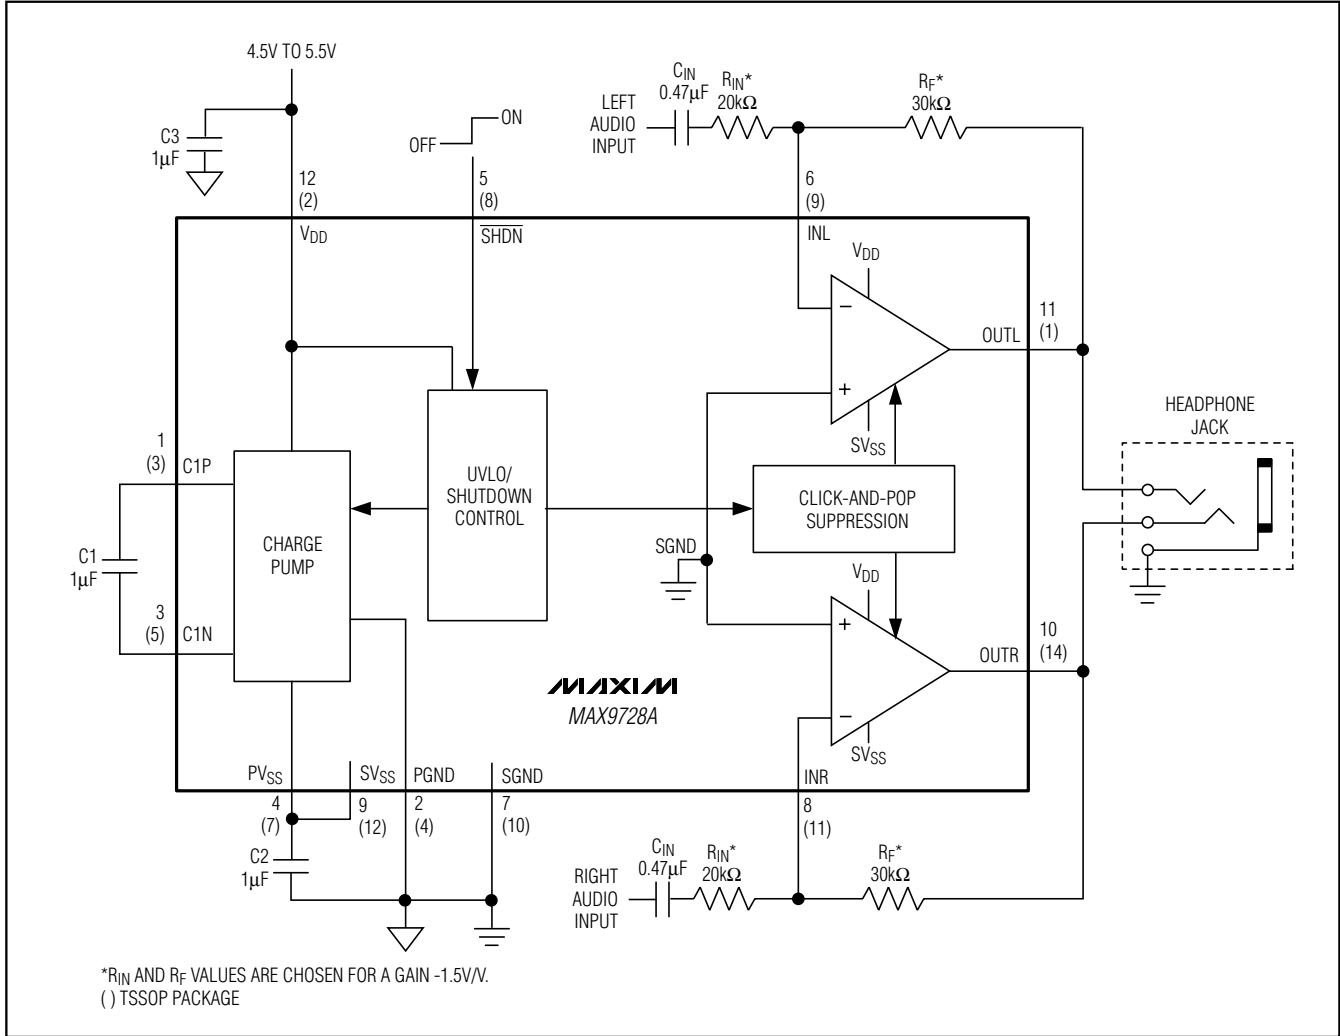 4.5V TO 5.5V
C3
1µF
12
(2)
VDD
OFF
ON
5
(8)
SHDN
LEFT
AUDIO
INPUT
CIN
0.47µF
RIN*
20kΩ
RF*
30kΩ
6
(9)
INL
VDD
−
+
SVSS
OUTL
11
(1)
HEADPHONE
JACK
1
(3)
C1P
C1
1µF
3
(5)
C1N
CHARGE
PUMP
UVLO/
SHUTDOWN
CONTROL
CLICK-AND-POP
SUPPRESSION
SGND
VDD
+
−
SVSS
OUTR
10
(14)
MAXIM
MAX9728A
PVSS
4
(7)
SVSS
9
(12)
PGND
2
(4)
SGND
7
(10)
INR
8
(11)
C2
1µF
RIGHT
AUDIO
INPUT
CIN
0.47µF
RIN*
20kΩ
RF*
30kΩ
*RIN AND RF VALUES ARE CHOSEN FOR A GAIN -1.5V/V.
( ) TSSOP PACKAGE